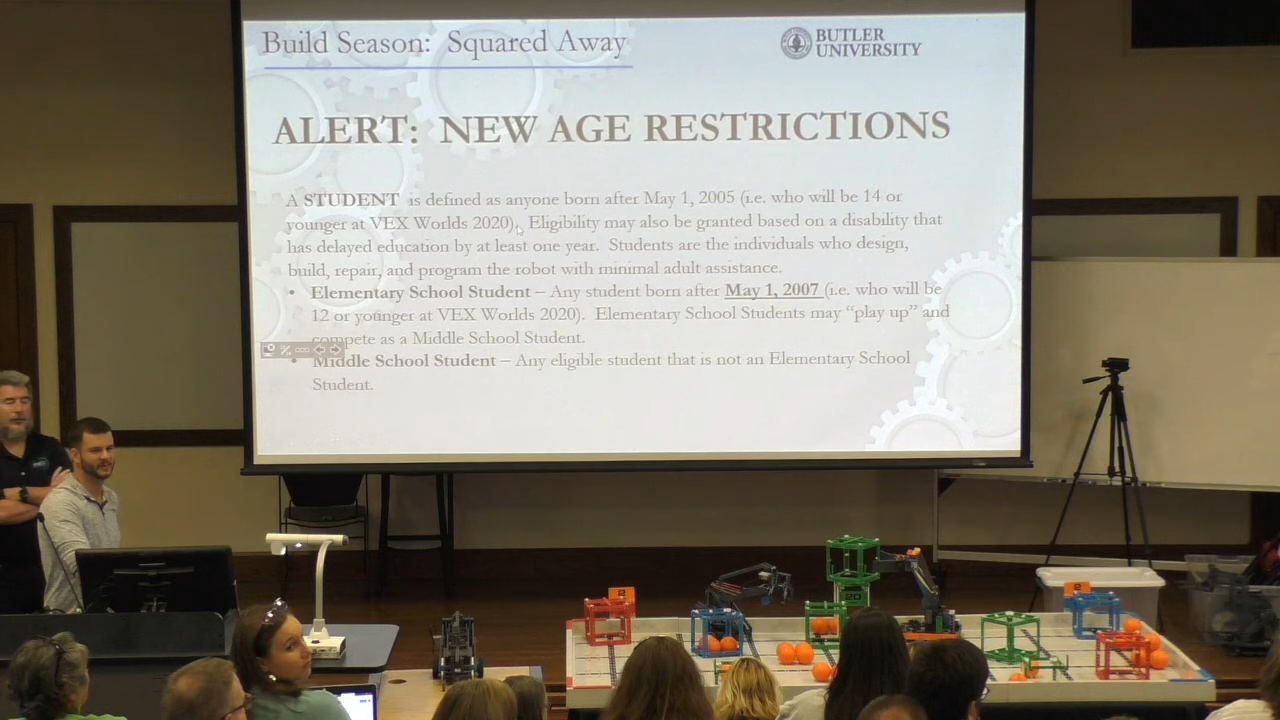 Build Season: Squared Away
BUTLER
UNIVERSITY
ALERT: NEW AGE RESTRICTIONS
A STUDENT is defined as anyone born after May 1, 2005 (i.e. who will be 14 or
younger at VEX Worlds 2020). Eligibility may also be granted based on a disability that
has delayed education by at least one year. Students are the individuals who design,
build, repair, and program the robot with minimal adult assistance.
• Elementary School Student – Any student born after May 1, 2007 (i.e. who will be
12 or younger at VEX Worlds 2020). Elementary School Students may “play up” and
compete as a Middle School Student.
• Middle School Student – Any eligible student that is not an Elementary School
Student.
2
20